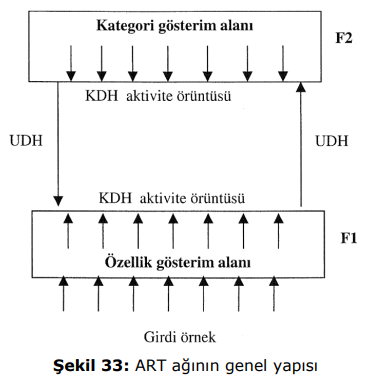 Kategori gösterim alanı
F2
KDH aktivite örüntüsü
UDH
UDH
KDH aktivite örüntüsü
F1
Özellik gösterim alanı
Girdi örnek
Şekil 33: ART ağının genel yapısı